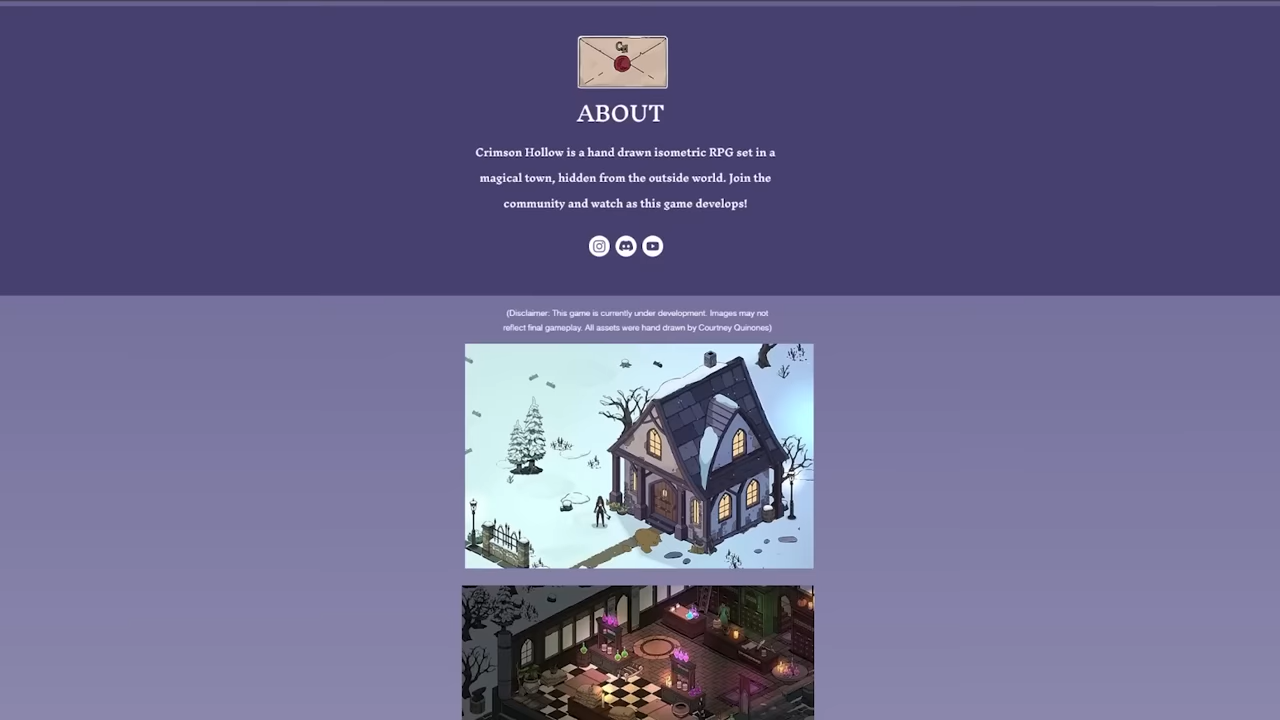 CH
ABOUT
Crimson Hollow is a hand drawn isometric RPG set in a
magical town, hidden from the outside world. Join the
community and watch as this game develops!
(Disclaimer: This game is currently under development. Images may not
reflect final gameplay. All assets were hand drawn by Courtney Quinones)